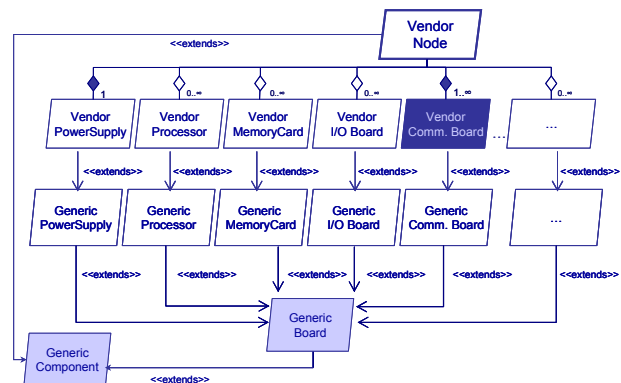 Vendor
Node
<<extends>>
1
0..∞
0..∞
0..∞
1..∞
0..∞
Vendor
PowerSupply
Vendor
Processor
Vendor
MemoryCard
Vendor
I/O Board
Vendor
Comm. Board
...
...
<<extends>>
<<extends>>
<<extends>>
<<extends>>
<<extends>>
<<extends>>
Generic
PowerSupply
Generic
Processor
Generic
MemoryCard
Generic
I/O Board
Generic
Comm. Board
...
<<extends>>
<<extends>>
<<extends>>
<<extends>>
<<extends>>
<<extends>>
Generic
Board
Generic
Component
<<extends>>